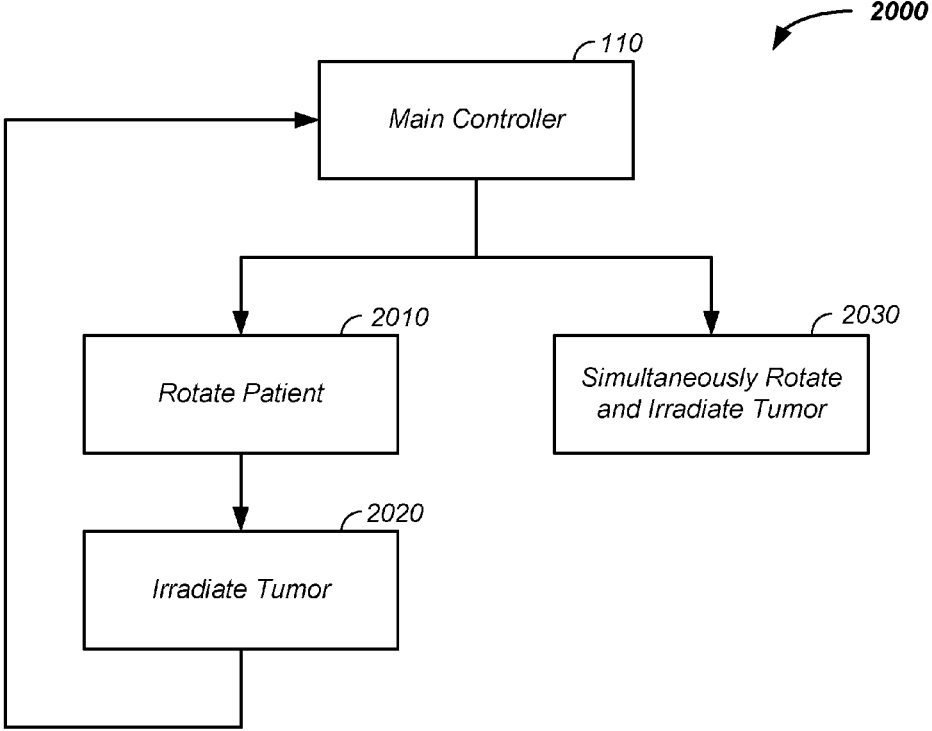 2000
110
Main Controller
2010
2030
Rotate Patient
Simultaneously Rotate
and Irradiate Tumor
2020
Irradiate Tumor